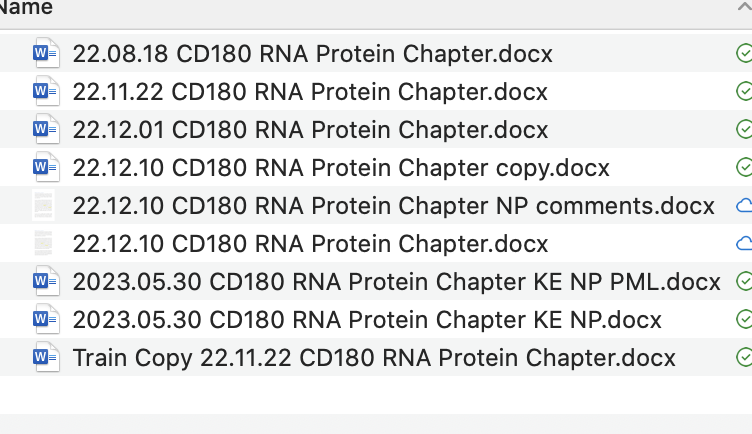 Name
22.08.18 CD180 RNA Protein Chapter.docx
22.11.22 CD180 RNA Protein Chapter.docx
22.12.01 CD180 RNA Protein Chapter.docx
22.12.10 CD180 RNA Protein Chapter copy.docx
22.12.10 CD180 RNA Protein Chapter NP comments.docx
22.12.10 CD180 RNA Protein Chapter.docx
2023.05.30 CD180 RNA Protein Chapter KE NP PML.docx
2023.05.30 CD180 RNA Protein Chapter KE NP.docx
Train Copy 22.11.22 CD180 RNA Protein Chapter.docx